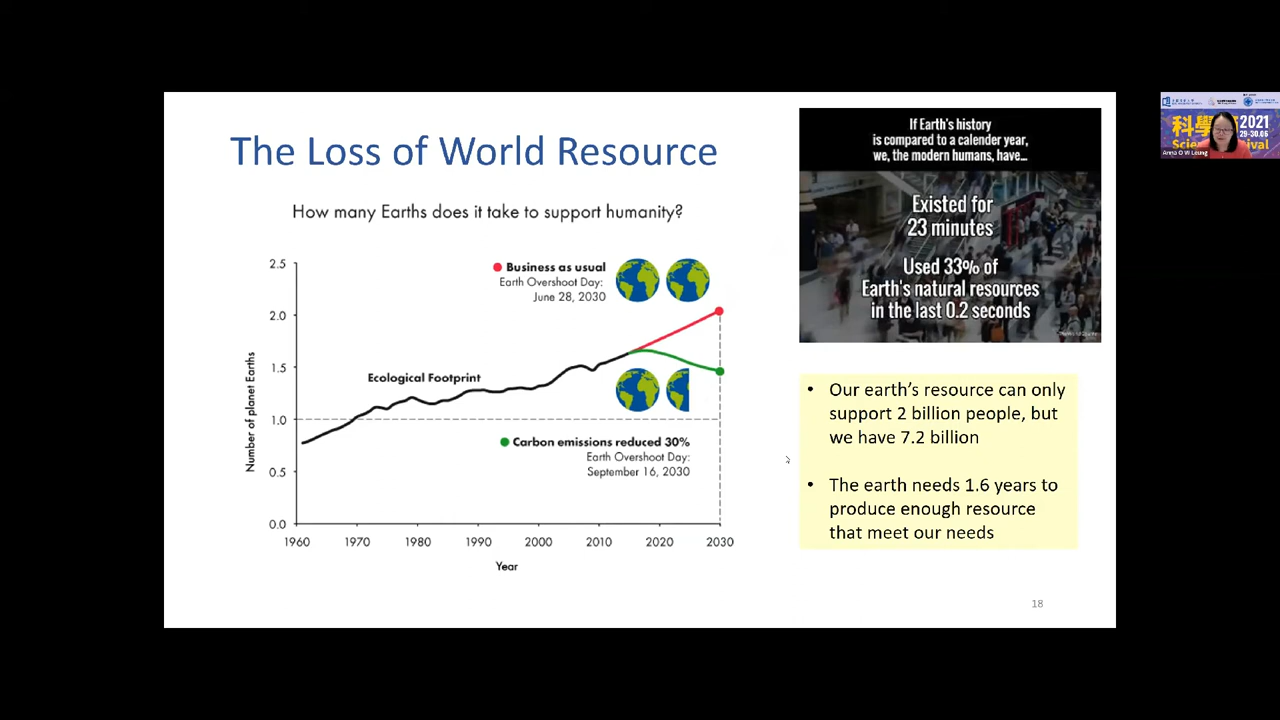 The Loss of World Resource
How many Earths does it take to support humanity?
2.5
2.0
1.5
1.0
0.5
0.0
Number of planet Earths
Business as usual
Earth Overshoot Day:
June 28, 2030
Ecological Footprint
Carbon emissions reduced 30%
Earth Overshoot Day:
September 16, 2030
1960 1970 1980 1990 2000 2010 2020 2030
Year
If Earth's history
is compared to a calender year,
we, the modern humans, have...
Existed for
23 minutes
Used 33% of
Earth's natural resources
in the last 0.2 seconds
• Our earth's resource can only
support 2 billion people, but
we have 7.2 billion
• The earth needs 1.6 years to
produce enough resource
that meet our needs
18
科學 2021
29-30.06
Anna O W Leung